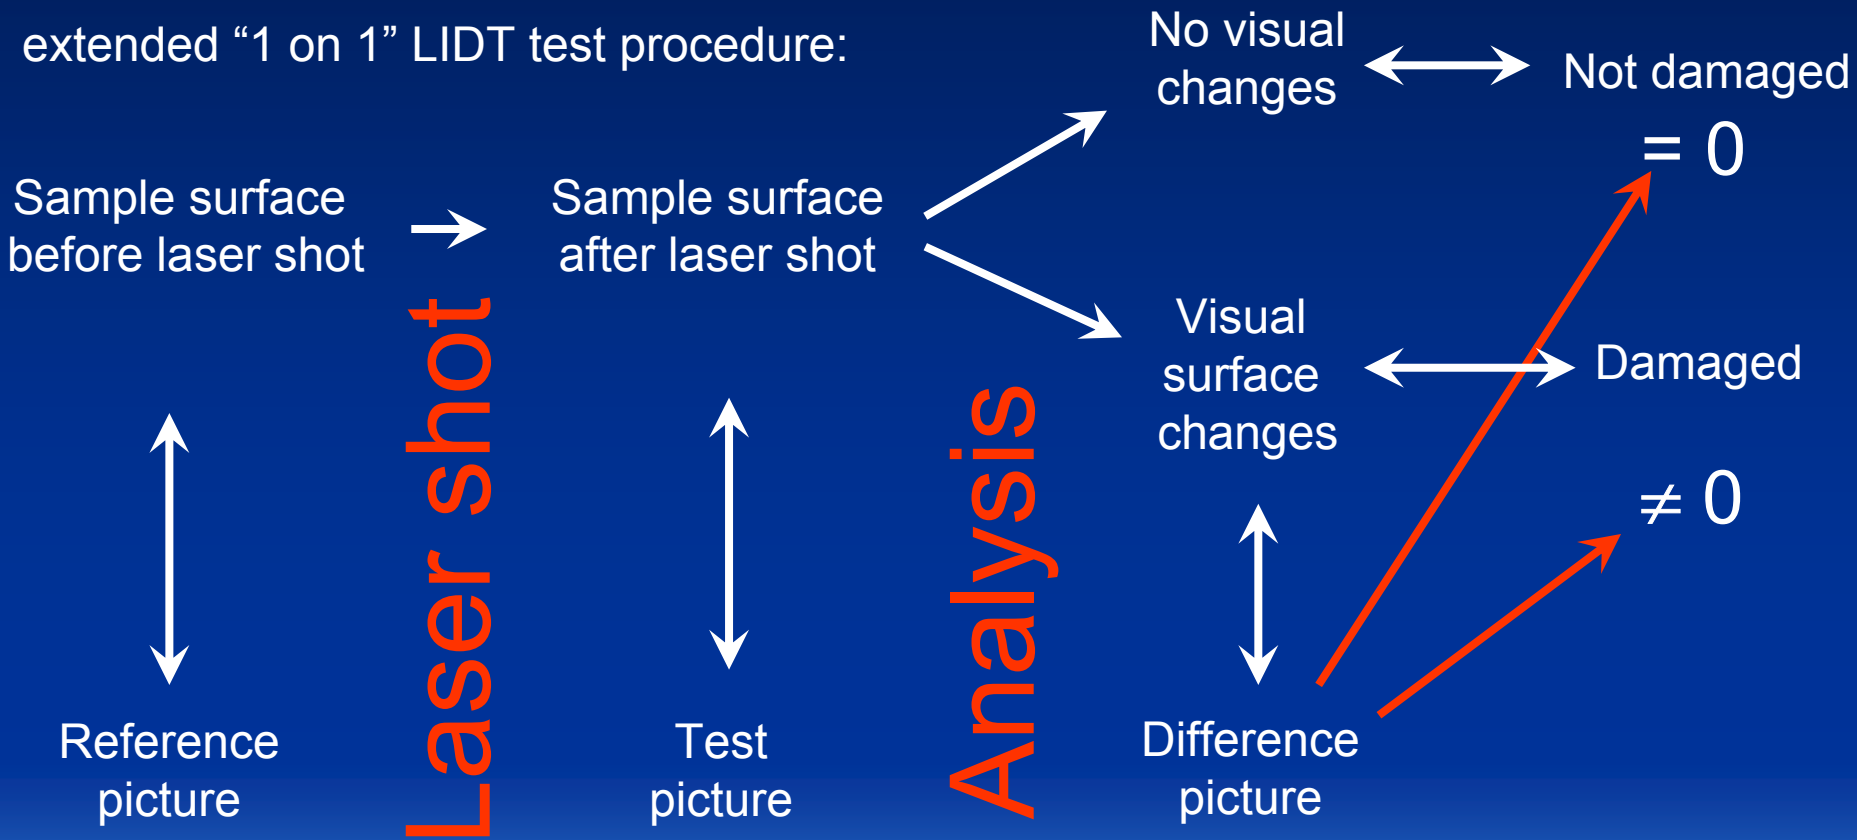 extended “1 on 1” LIDT test procedure:
No visual
changes
Not damaged
= 0
Sample surface
before laser shot
Sample surface
after laser shot
Laser shot
Analysis
Visual
surface
changes
Damaged
≠ 0
Reference
picture
Test
picture
Difference
picture